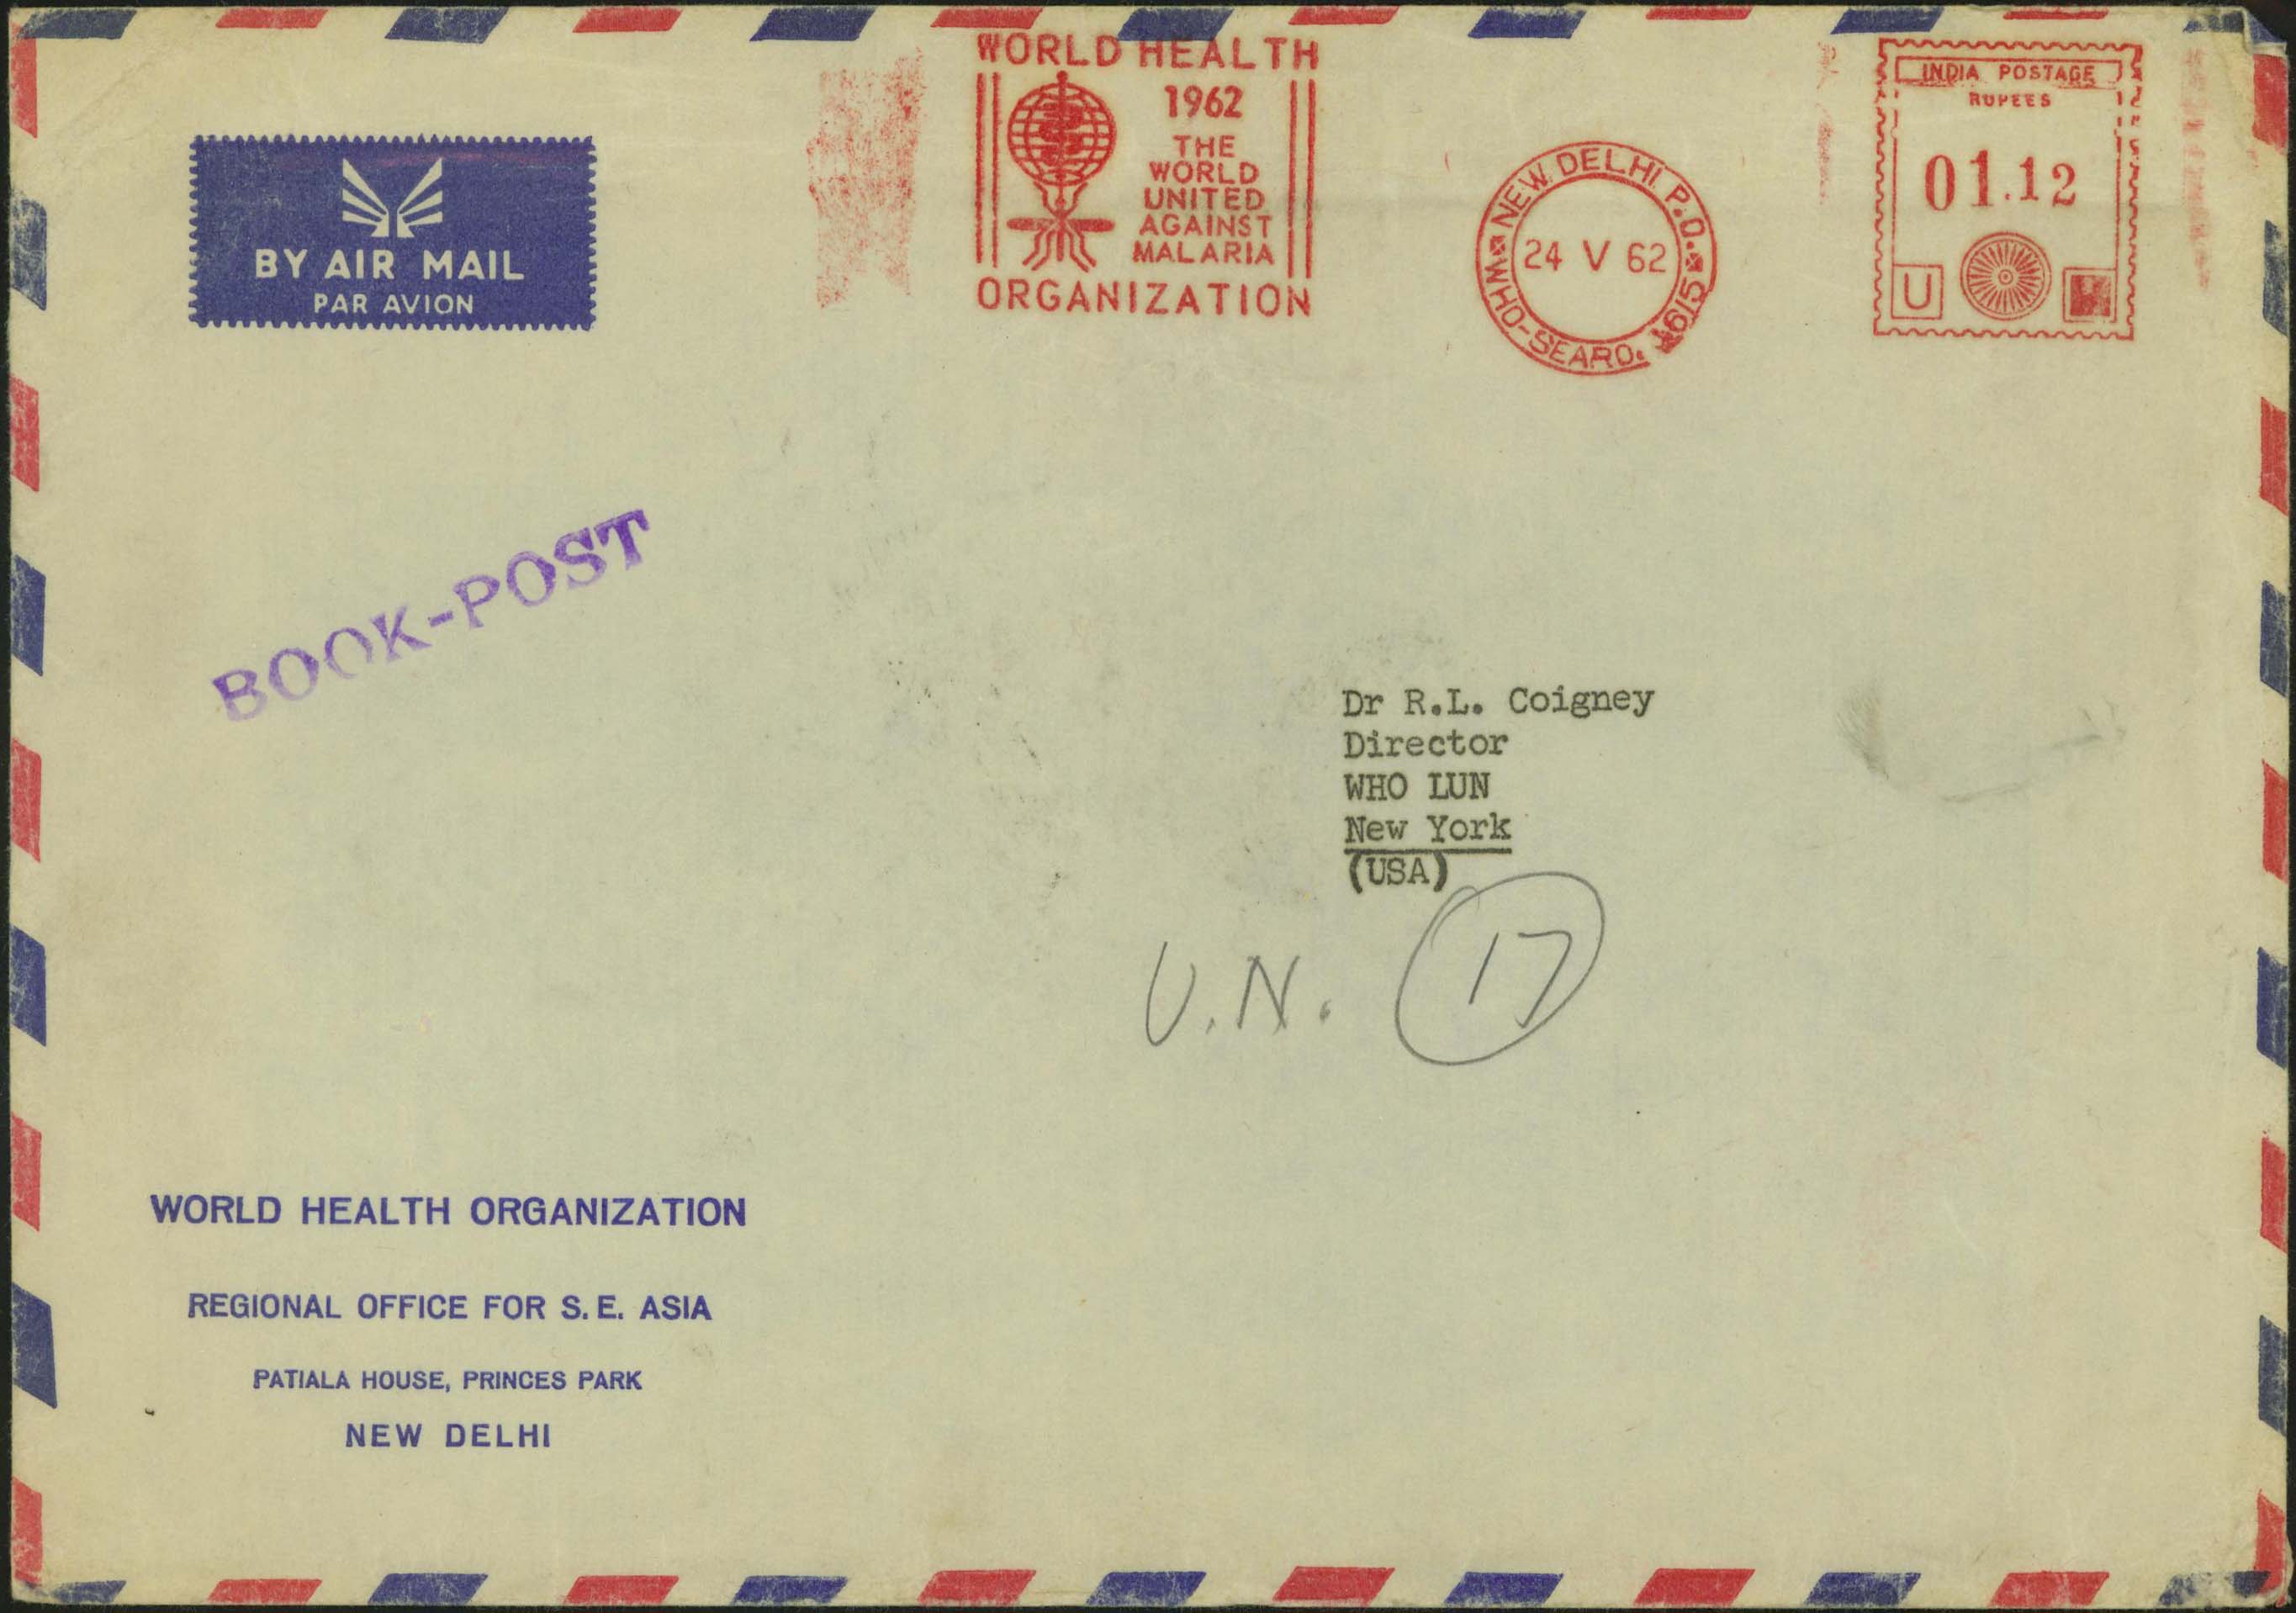 WORLD HEALTH
1962
THE
WORLD
UNITED
AGAINST
MALARIA
ORGANIZATION
NEW DELHI P.O.
24 V 62
WHO-SEARO.
INDIA POSTAGE
RUPEES
01.12
U
BY AIR MAIL
PAR AVION
BOOK-POST
Dr R.L. Coigney
Director
WHO LUN
New York
(USA)
U.N. 17
WORLD HEALTH ORGANIZATION
REGIONAL OFFICE FOR S. E. ASIA
PATIALA HOUSE, PRINCES PARK
NEW DELHI